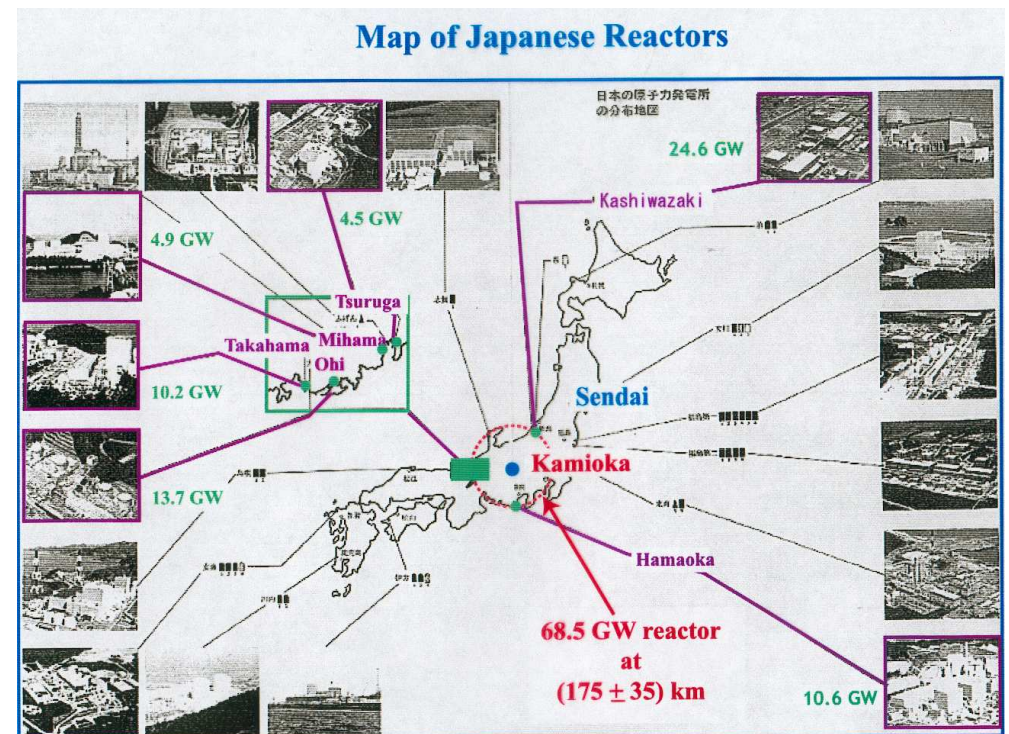 Map of Japanese Reactors
日本の原子力発電所
の分布地図
24.6 GW
Kashiwazaki
4.5 GW
4.9 GW
Tsuruga
Takahama
Mihama
Ohi
10.2 GW
Sendai
Kamioka
13.7 GW
Hamaoka
68.5 GW reactor
at
(175 ± 35) km
10.6 GW